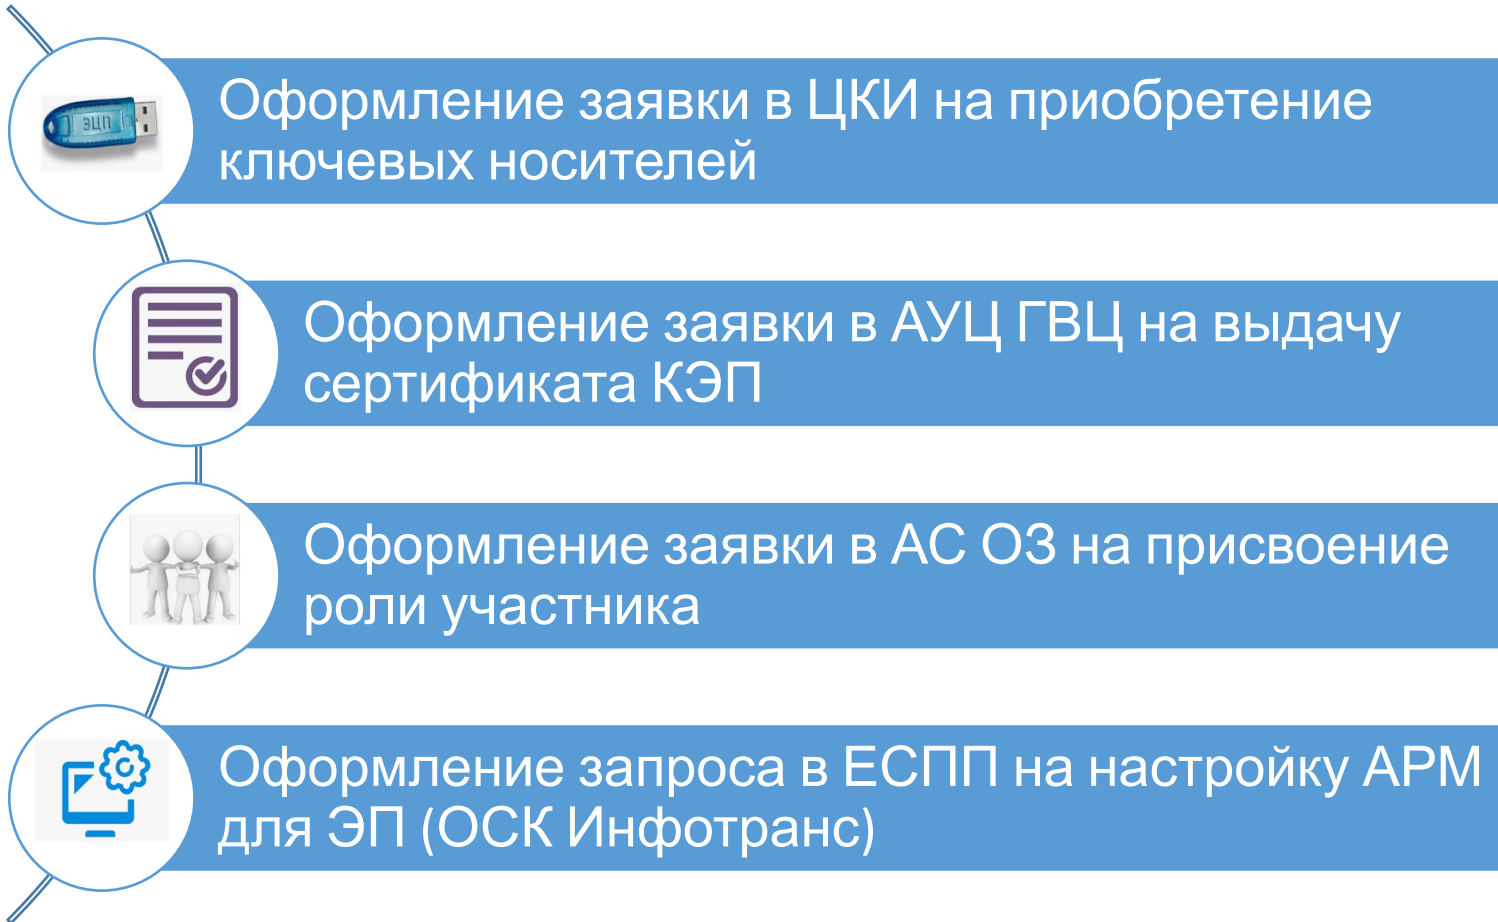 ЭЦП
Оформление заявки в ЦКИ на приобретение
ключевых носителей
Оформление заявки в АУЦ ГВЦ на выдачу
сертификата КЭП
Оформление заявки в АС ОЗ на присвоение
роли участника
Оформление запроса в ЕСПП на настройку АРМ
для ЭП (ОСК Инфотранс)